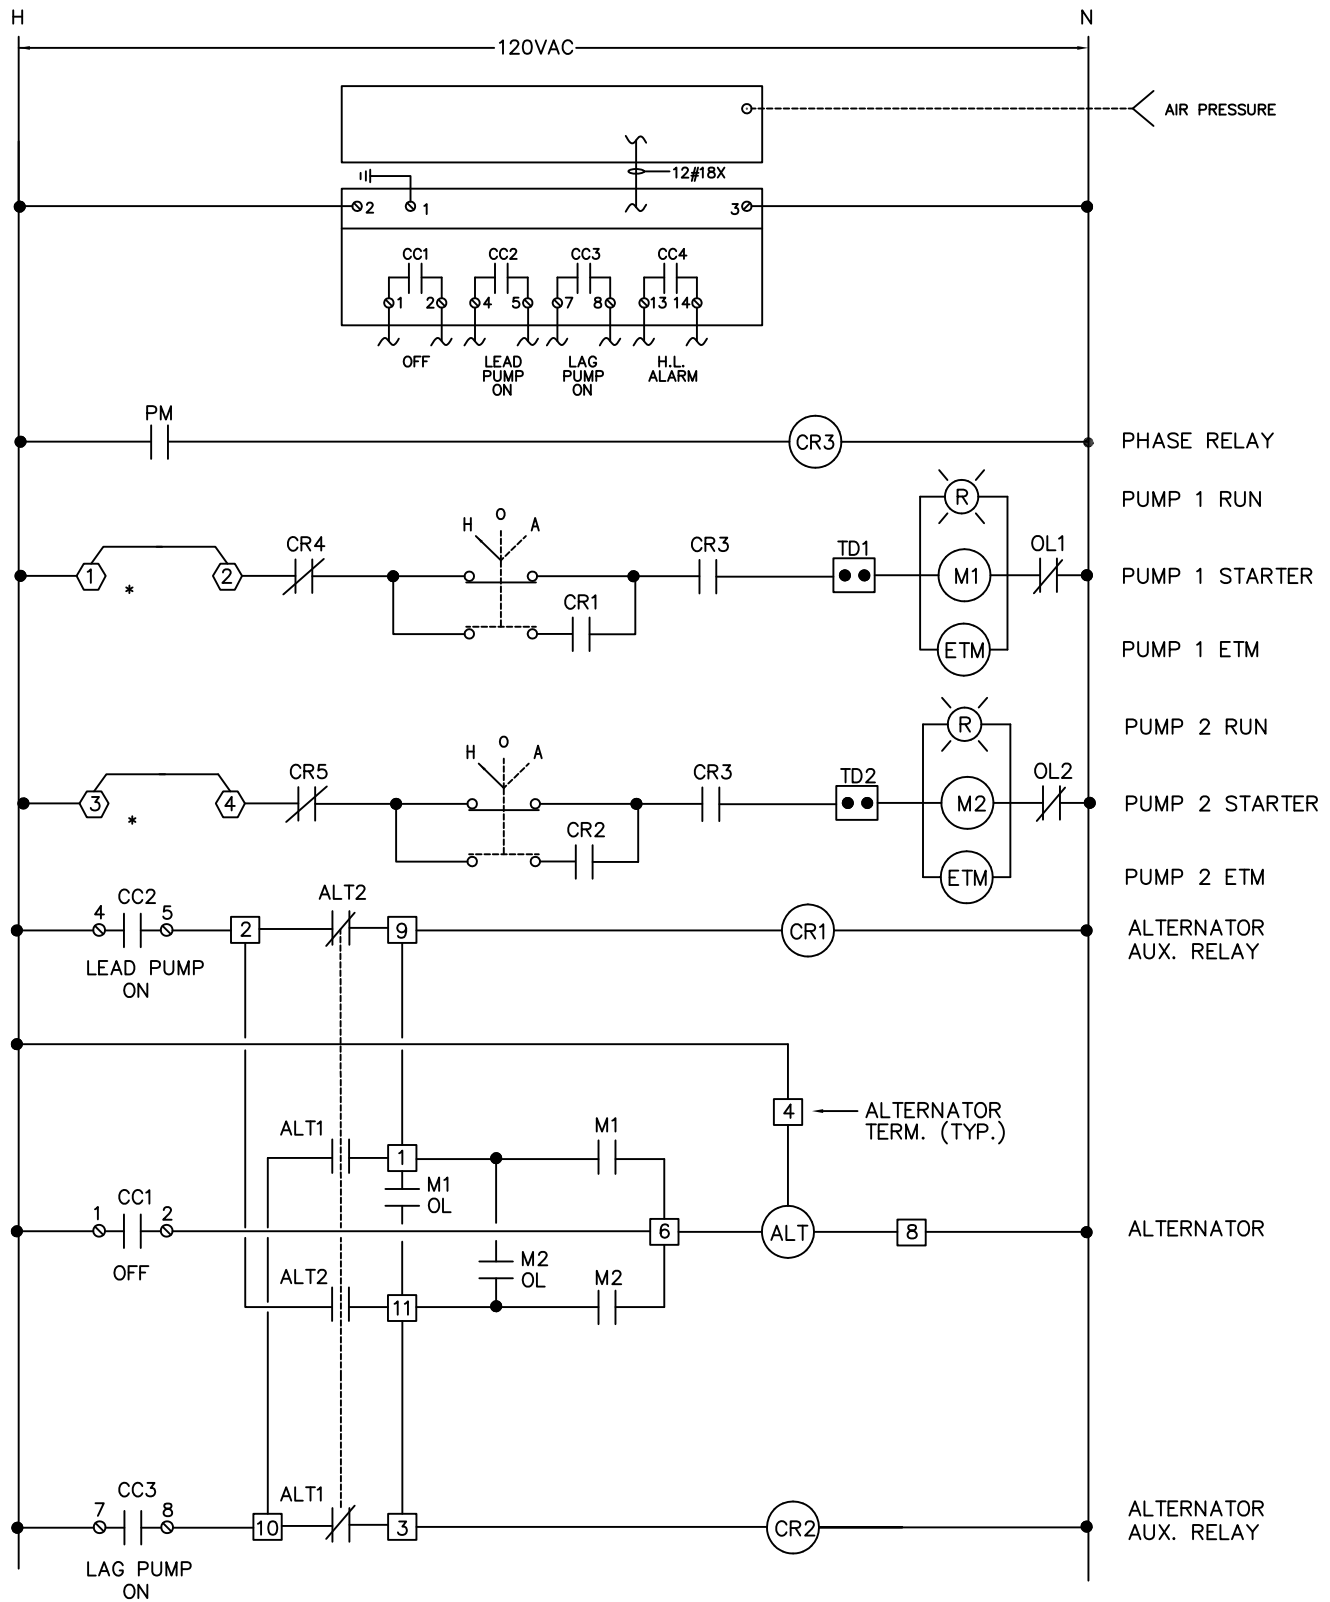 H
N
120VAC
AIR PRESSURE
12#18X
2
1
3
CC1
CC2
CC3
CC4
1
2
4
5
7
8
13
14
OFF
LEAD
PUMP
ON
LAG
PUMP
ON
H.L.
ALARM
PM
CR3
PHASE RELAY
R
PUMP 1 RUN
H
O
A
1
*
2
CR4
CR1
CR3
TD1
M1
OL1
PUMP 1 STARTER
ETM
PUMP 1 ETM
R
PUMP 2 RUN
H
O
A
3
*
4
CR5
CR2
CR3
TD2
M2
OL2
PUMP 2 STARTER
ETM
PUMP 2 ETM
4
CC2
5
LEAD PUMP
ON
2
ALT2
9
CR1
ALTERNATOR
AUX. RELAY
4
ALTERNATOR
TERM. (TYP.)
ALT1
1
M1
M1
OL
1
CC1
2
OFF
6
ALT
8
ALTERNATOR
M2
OL
ALT2
11
M2
7
CC3
8
LAG PUMP
ON
10
ALT1
3
CR2
ALTERNATOR
AUX. RELAY